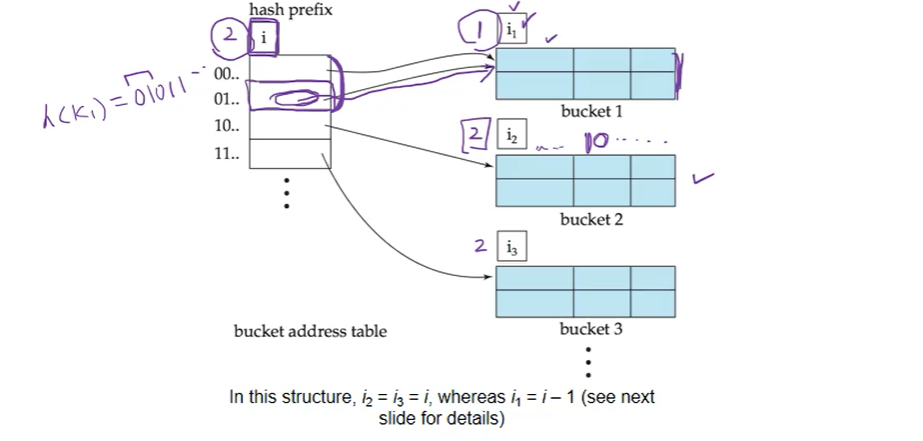 hash prefix
2 i
1 i₁
00..
h(K₁) = 01011
01..
bucket 1
10..
2 i₂ 10.....
11..
bucket 2
2 i₃
bucket address table
bucket 3
In this structure, i₂ = i₃ = i, whereas i₁ = i – 1 (see next
slide for details)